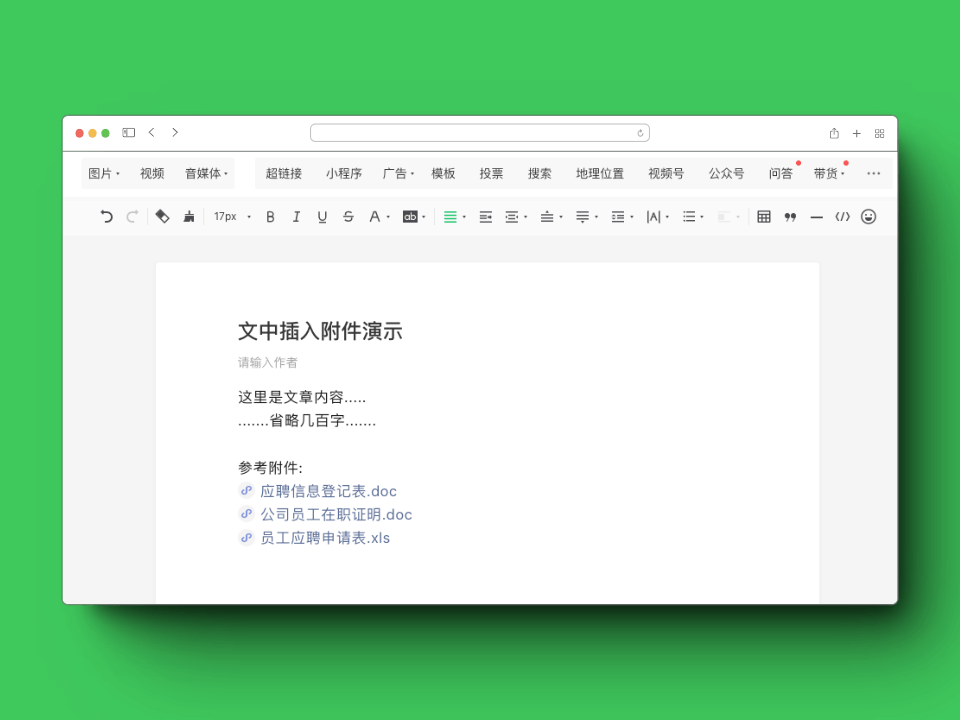 图片 视频 音媒体 超链接 小程序 广告 模板 投票 搜索 地理位置 视频号 公众号 问答 带货 ...
17px B I U S A ab |A| </>
文中插入附件演示
请输入作者
这里是文章内容.....
.......省略几百字.......
参考附件:
应聘信息登记表.doc
公司员工在职证明.doc
员工应聘申请表.xls